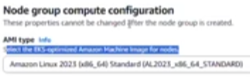 Node group compute configuration
These properties cannot be changed after the node group is created.
AMI type Info
Select the EKS-optimized Amazon Machine Image for nodes.
Amazon Linux 2023 (x86_64) Standard (AL2023_x86_64_STANDARD)